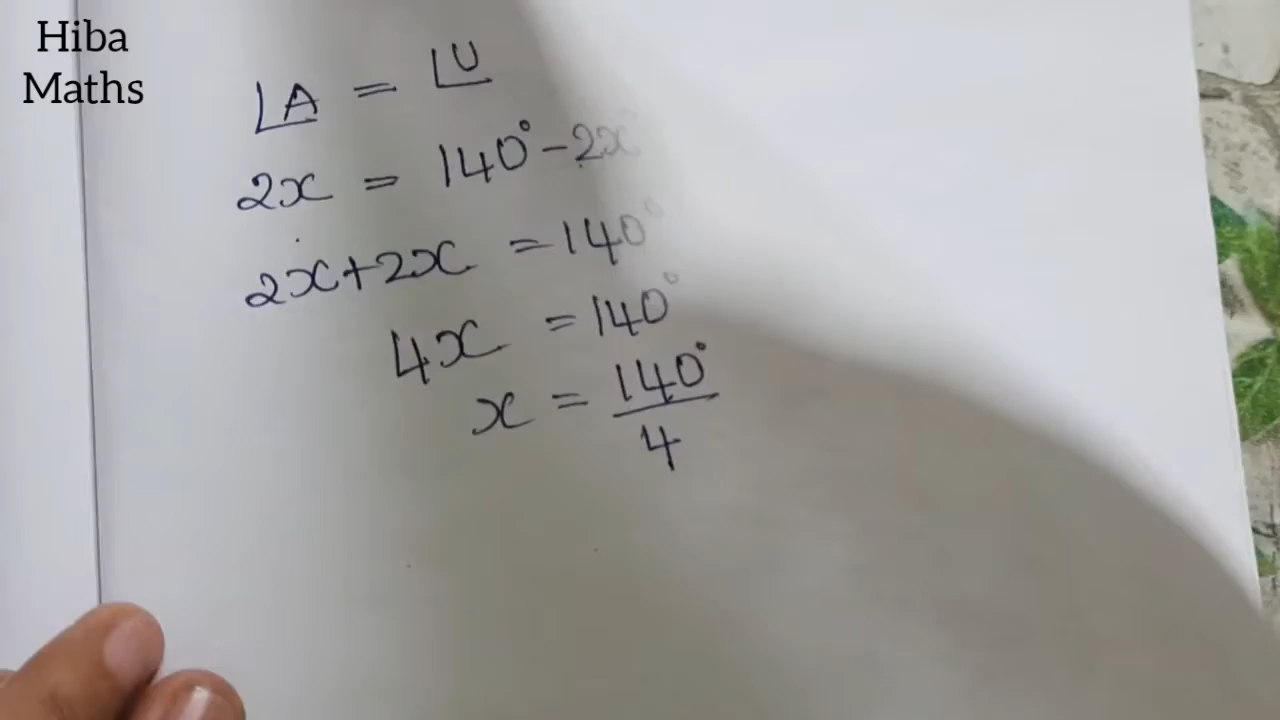 Hiba
Maths
∠A = ∠U
2x = 140° - 2x
2x + 2x = 140°
4x = 140°
x = 140°/4